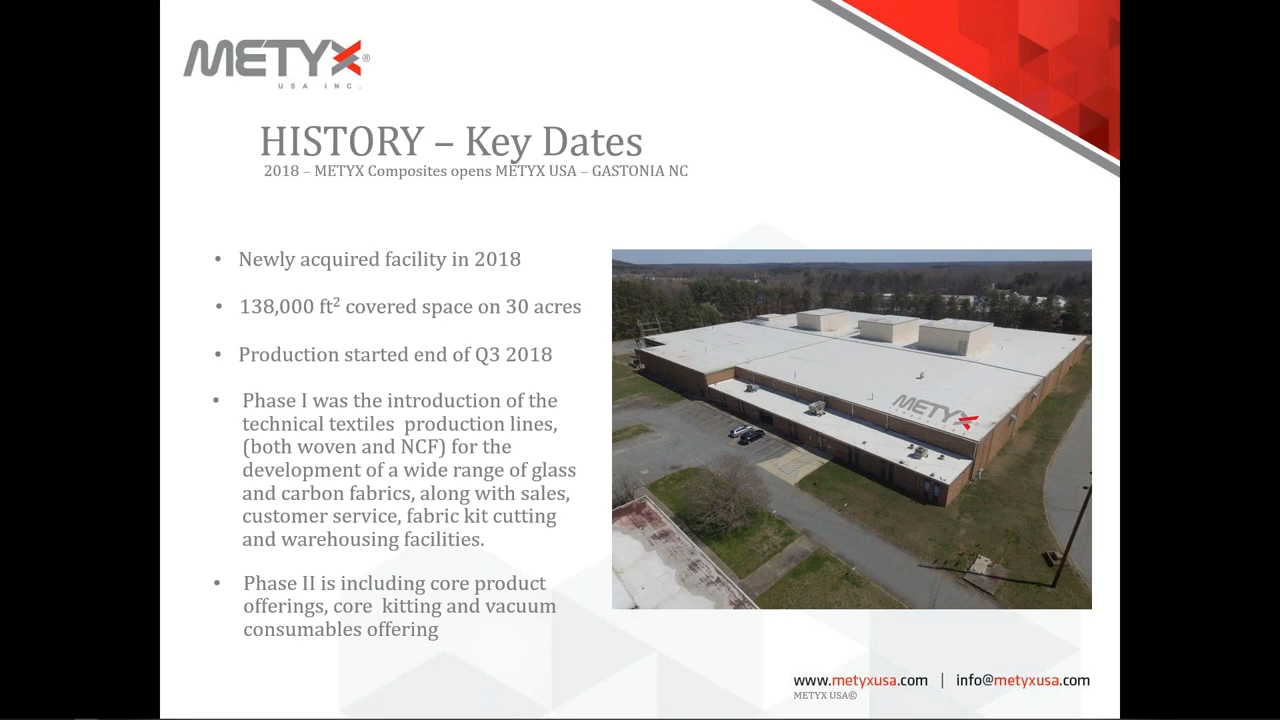 METYX®
USA INC.
HISTORY – Key Dates
2018 – METYX Composites opens METYX USA – GASTONIA NC
• Newly acquired facility in 2018
• 138,000 ft² covered space on 30 acres
• Production started end of Q3 2018
• Phase I was the introduction of the
technical textiles production lines,
(both woven and NCF) for the
development of a wide range of glass
and carbon fabrics, along with sales,
customer service, fabric kit cutting
and warehousing facilities.
• Phase II is including core product
offerings, core kitting and vacuum
consumables offering
METYX
www.metyxusa.com | info@metyxusa.com
METYX USA©